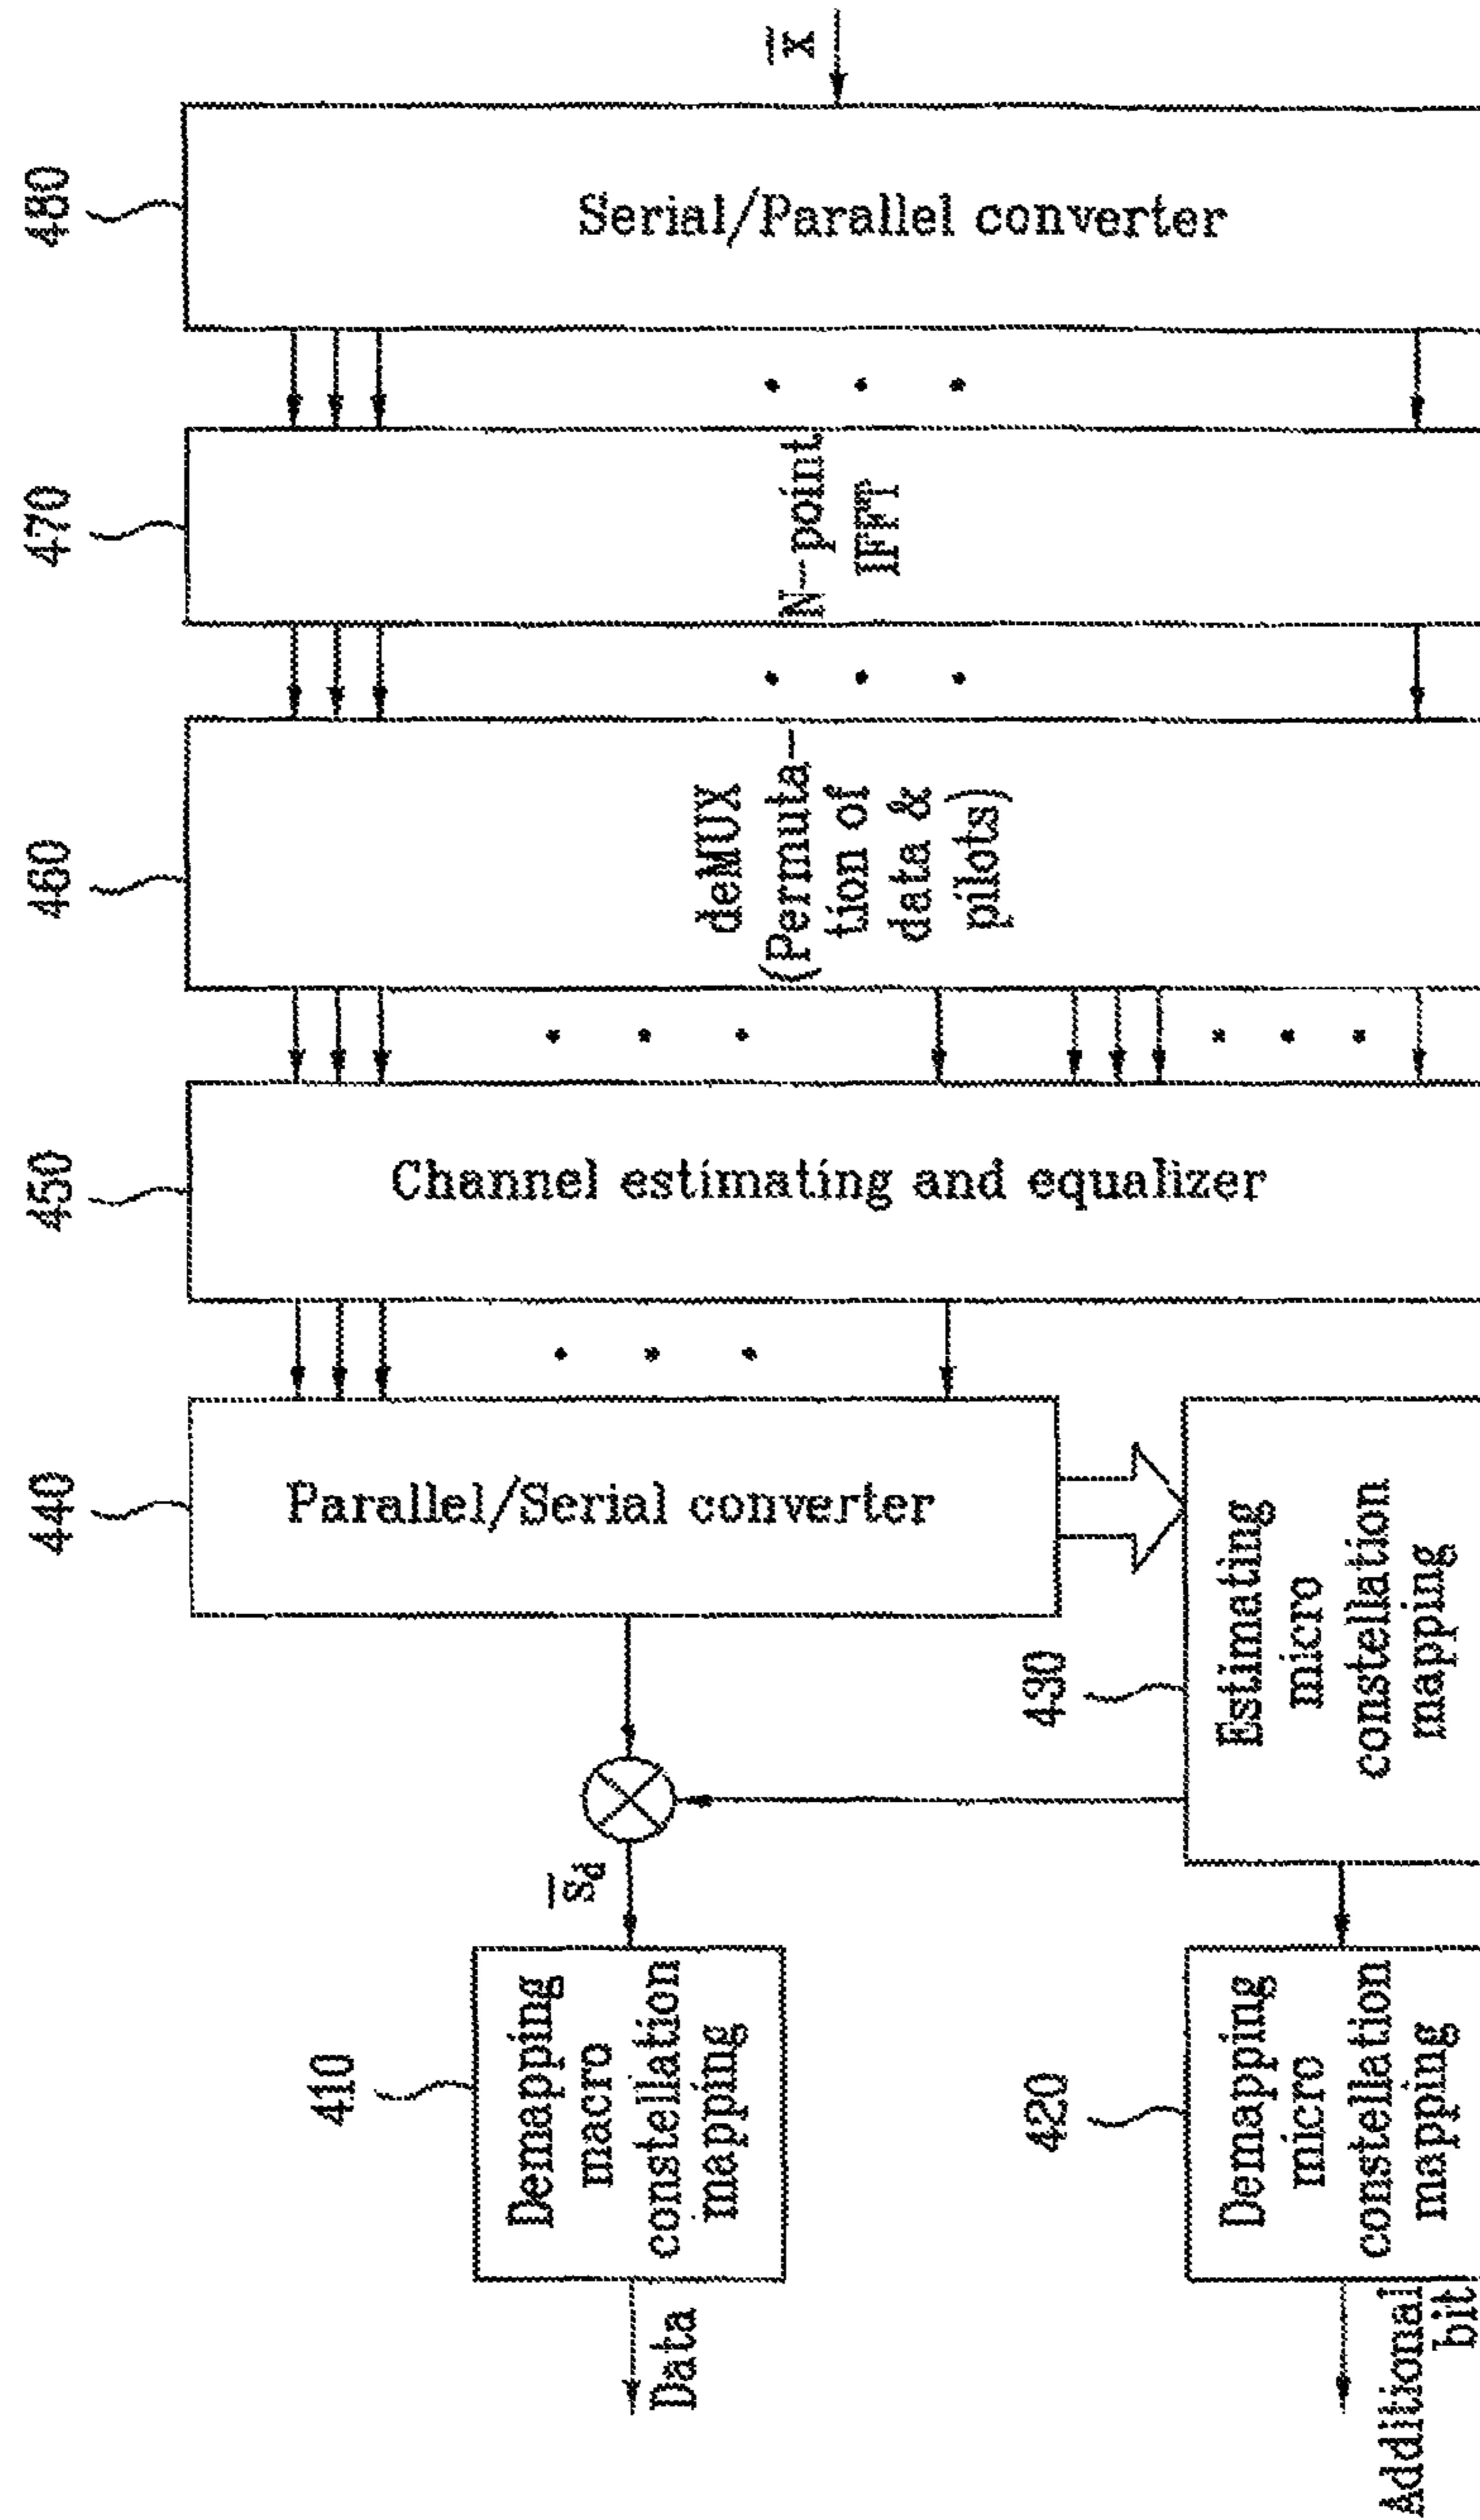 480
x
Serial/Parallel converter
470
N-point
IFFT
460
deMUX
(Permuta-
tion of
data &
pilots)
450
Channel estimating and equalizer
440
Parallel/Serial converter
430
Estimating
micro
constellation
mapping
s_d
410
Demapping
macro
constellation
mapping
420
Demapping
micro
constellation
mapping
Data
Additional
bit